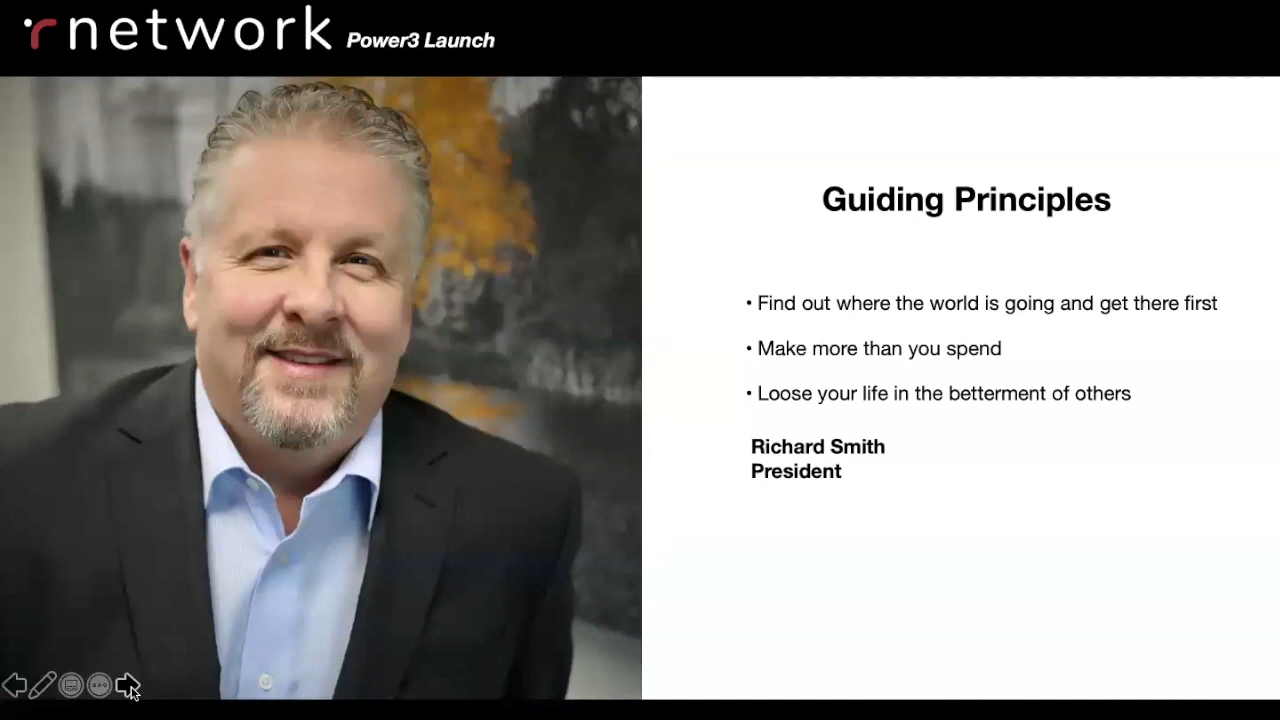 rnetwork Power3 Launch
Guiding Principles
• Find out where the world is going and get there first
• Make more than you spend
• Loose your life in the betterment of others
Richard Smith
President